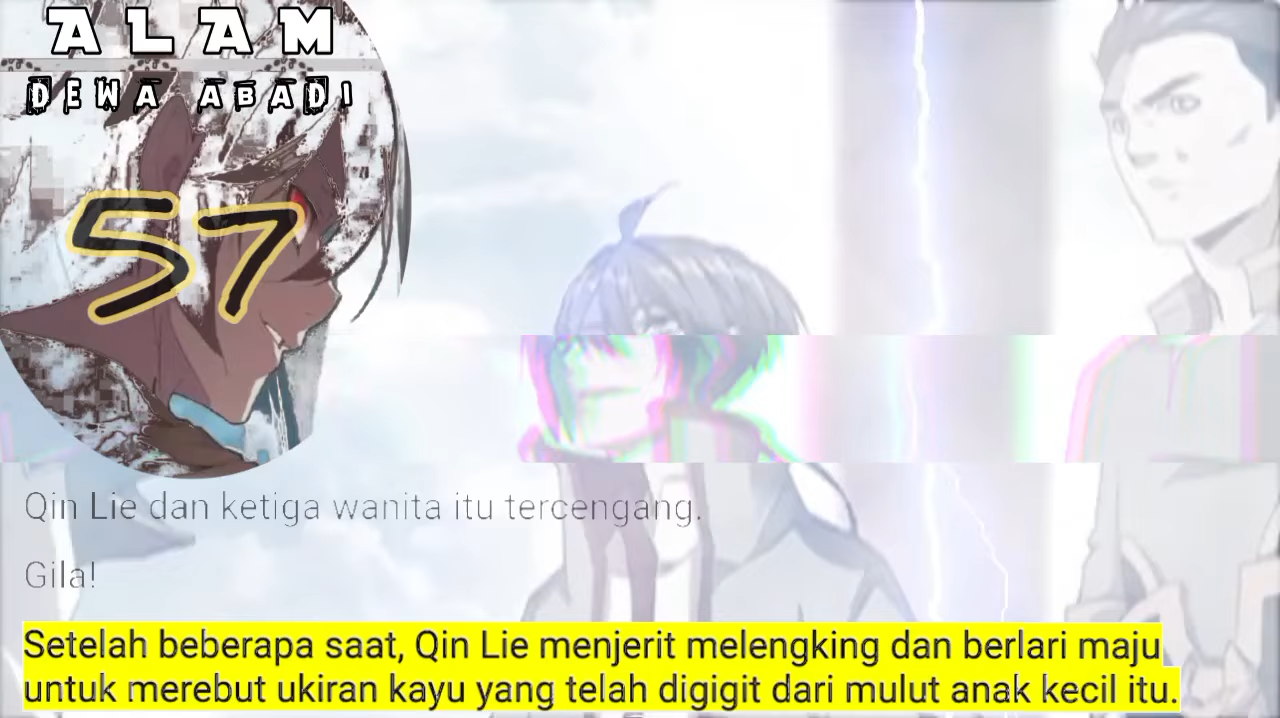 ALAM
DEWA ABADI
57
Qin Lie dan ketiga wanita itu tercengang.
Gila!
Setelah beberapa saat, Qin Lie menjerit melengking dan berlari maju
untuk merebut ukiran kayu yang telah digigit dari mulut anak kecil itu.